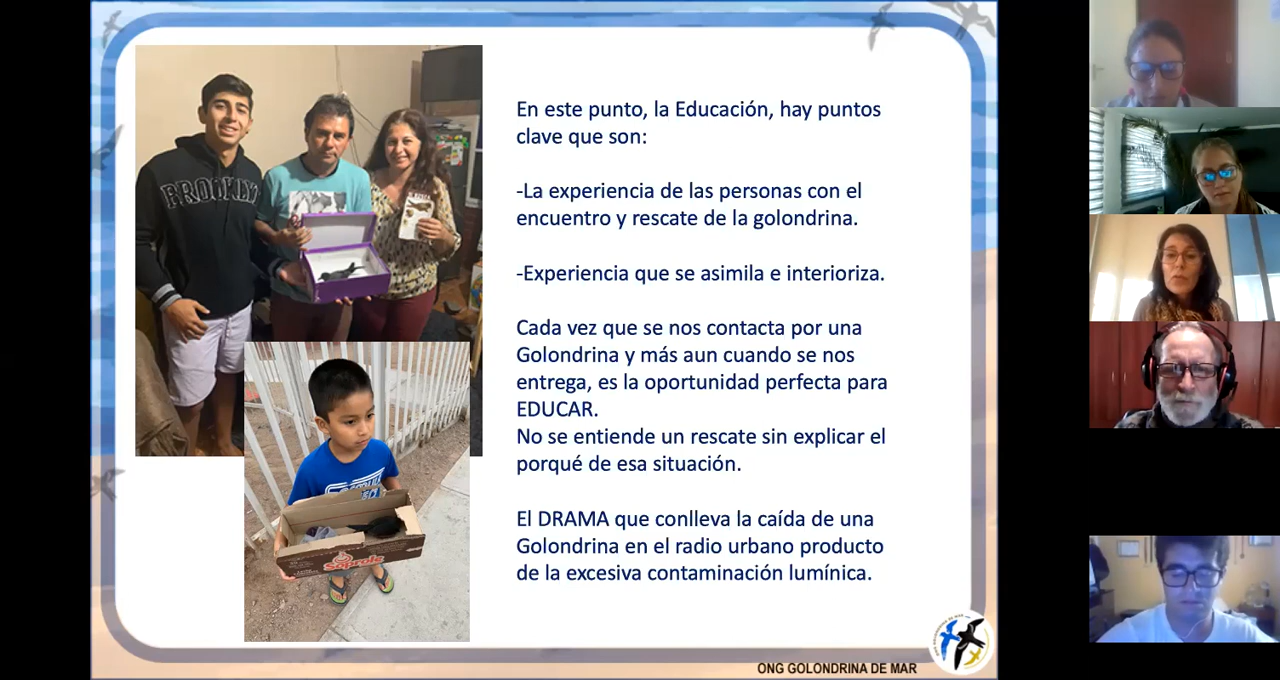 BROOKLYN
Soprole
En este punto, la Educación, hay puntos
clave que son:
-La experiencia de las personas con el
encuentro y rescate de la golondrina.
-Experiencia que se asimila e interioriza.
Cada vez que se nos contacta por una
Golondrina y más aun cuando se nos
entrega, es la oportunidad perfecta para
EDUCAR.
No se entiende un rescate sin explicar el
porqué de esa situación.
El DRAMA que conlleva la caída de una
Golondrina en el radio urbano producto
de la excesiva contaminación lumínica.
ONG GOLONDRINA DE MAR